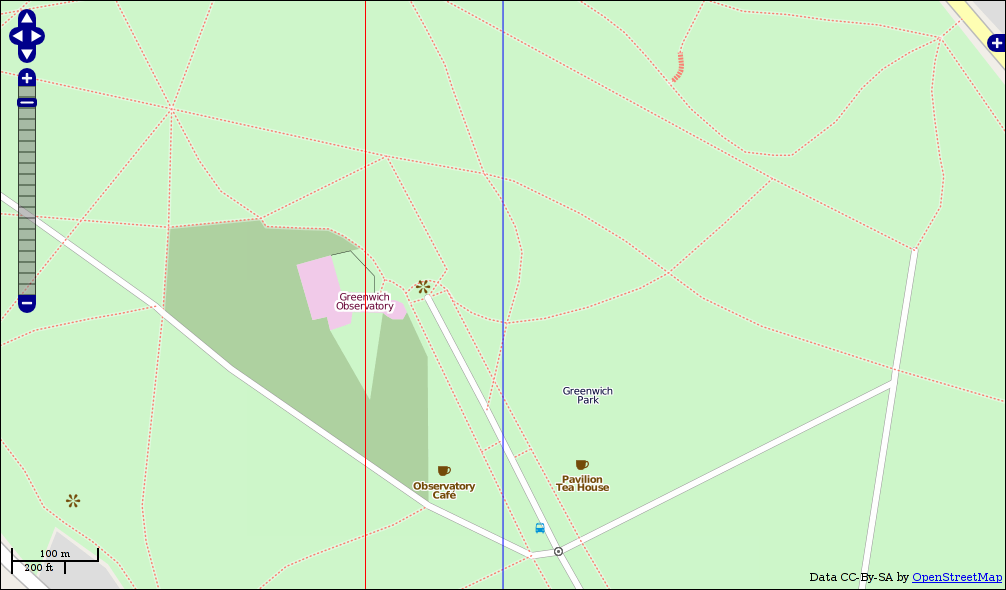 Greenwich
Observatory
Greenwich
Park
Observatory
Café
Pavilion
Tea House
100 m
200 ft
Data CC-By-SA by OpenStreetMap